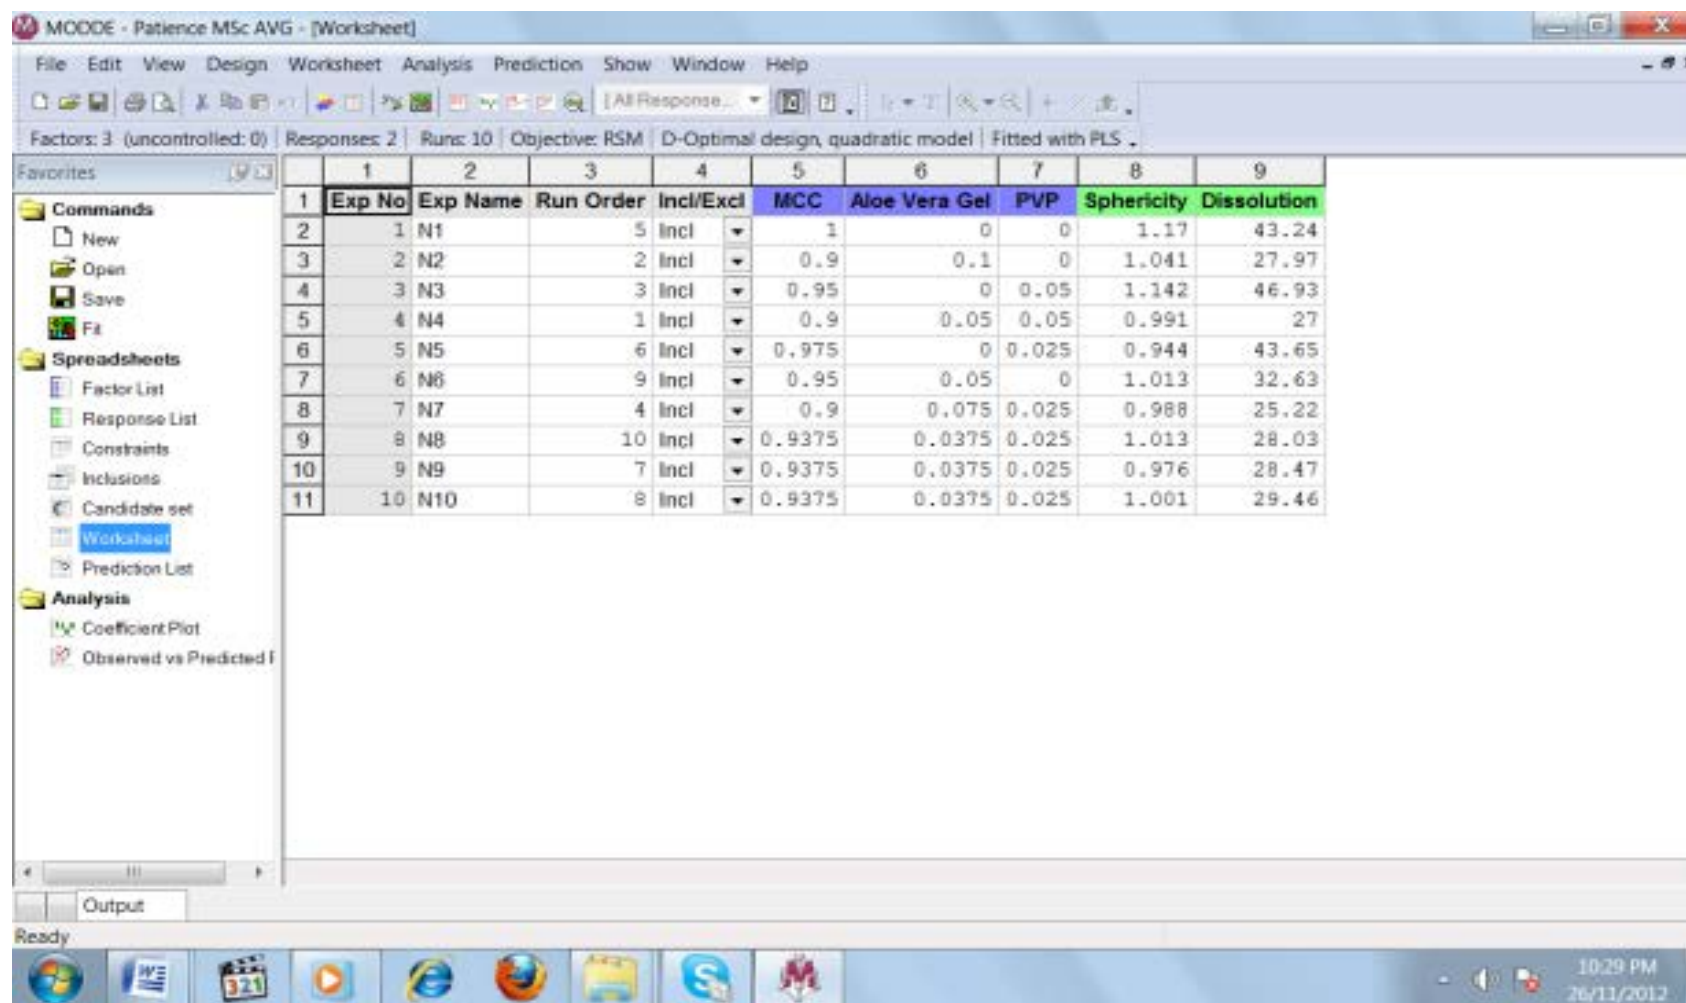 MODDE - Patience MSc AVG - [Worksheet]
File Edit View Design Worksheet Analysis Prediction Show Window Help
[All Response...
Factors: 3 (uncontrolled: 0) Responses: 2 Runs: 10 Objective: RSM D-Optimal design, quadratic model Fitted with PLS
Favorites
Commands
New
Open
Save
Fit
Spreadsheets
Factor List
Response List
Constraints
Inclusions
Candidate set
Worksheet
Prediction List
Analysis
Coefficient Plot
Observed vs Predicted
1 2 3 4 5 6 7 8 9
1 Exp No Exp Name Run Order Incl/Excl MCC Aloe Vera Gel PVP Sphericity Dissolution
2 1 N1 5 Incl 1 0 0 1.17 43.24
3 2 N2 2 Incl 0.9 0.1 0 1.041 27.97
4 3 N3 3 Incl 0.95 0 0.05 1.142 46.93
5 4 N4 1 Incl 0.9 0.05 0.05 0.991 27
6 5 N5 6 Incl 0.975 0 0.025 0.944 43.65
7 6 N6 9 Incl 0.95 0.05 0 1.013 32.63
8 7 N7 4 Incl 0.9 0.075 0.025 0.988 25.22
9 8 N8 10 Incl 0.9375 0.0375 0.025 1.013 28.03
10 9 N9 7 Incl 0.9375 0.0375 0.025 0.976 28.47
11 10 N10 8 Incl 0.9375 0.0375 0.025 1.001 29.46
Output
Ready
321
10:29 PM
26/11/2012